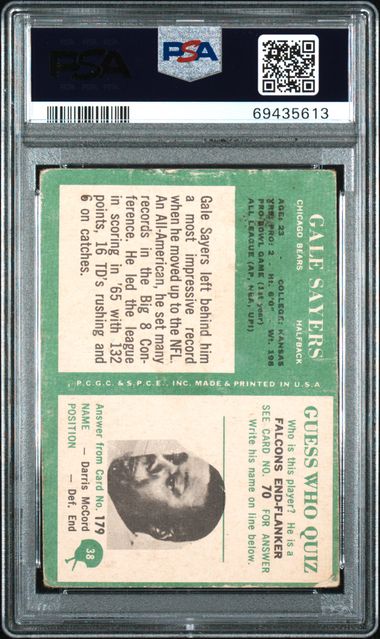 PSA
PSA
69435613
GALE SAYERS
CHICAGO BEARS HALFBACK
AGE: 23 COLLEGE: KANSAS
YRS. PRO: 2 - Ht. 6'0" - Wt. 198
PRO-BOWL GAME (1st year)
ALL LEAGUE (AP, NEA, UPI)
Gale Sayers left behind him
a most impressive record
when he moved up to the NFL.
An All-American, he set many
records in the Big 8 Con-
ference. He led the league
in scoring in '65 with 132
points, 16 TD's rushing and
6 on catches.
P.C.G.C. & S.P.C.E., INC. MADE & PRINTED IN U.S.A
GUESS WHO QUIZ
Who is this player? He is a
FALCONS END-FLANKER
SEE CARD NO. 70 FOR ANSWER
Write his name on line below.
Answer from Card No. 179
NAME — Darris McCord
POSITION — Def. End
38